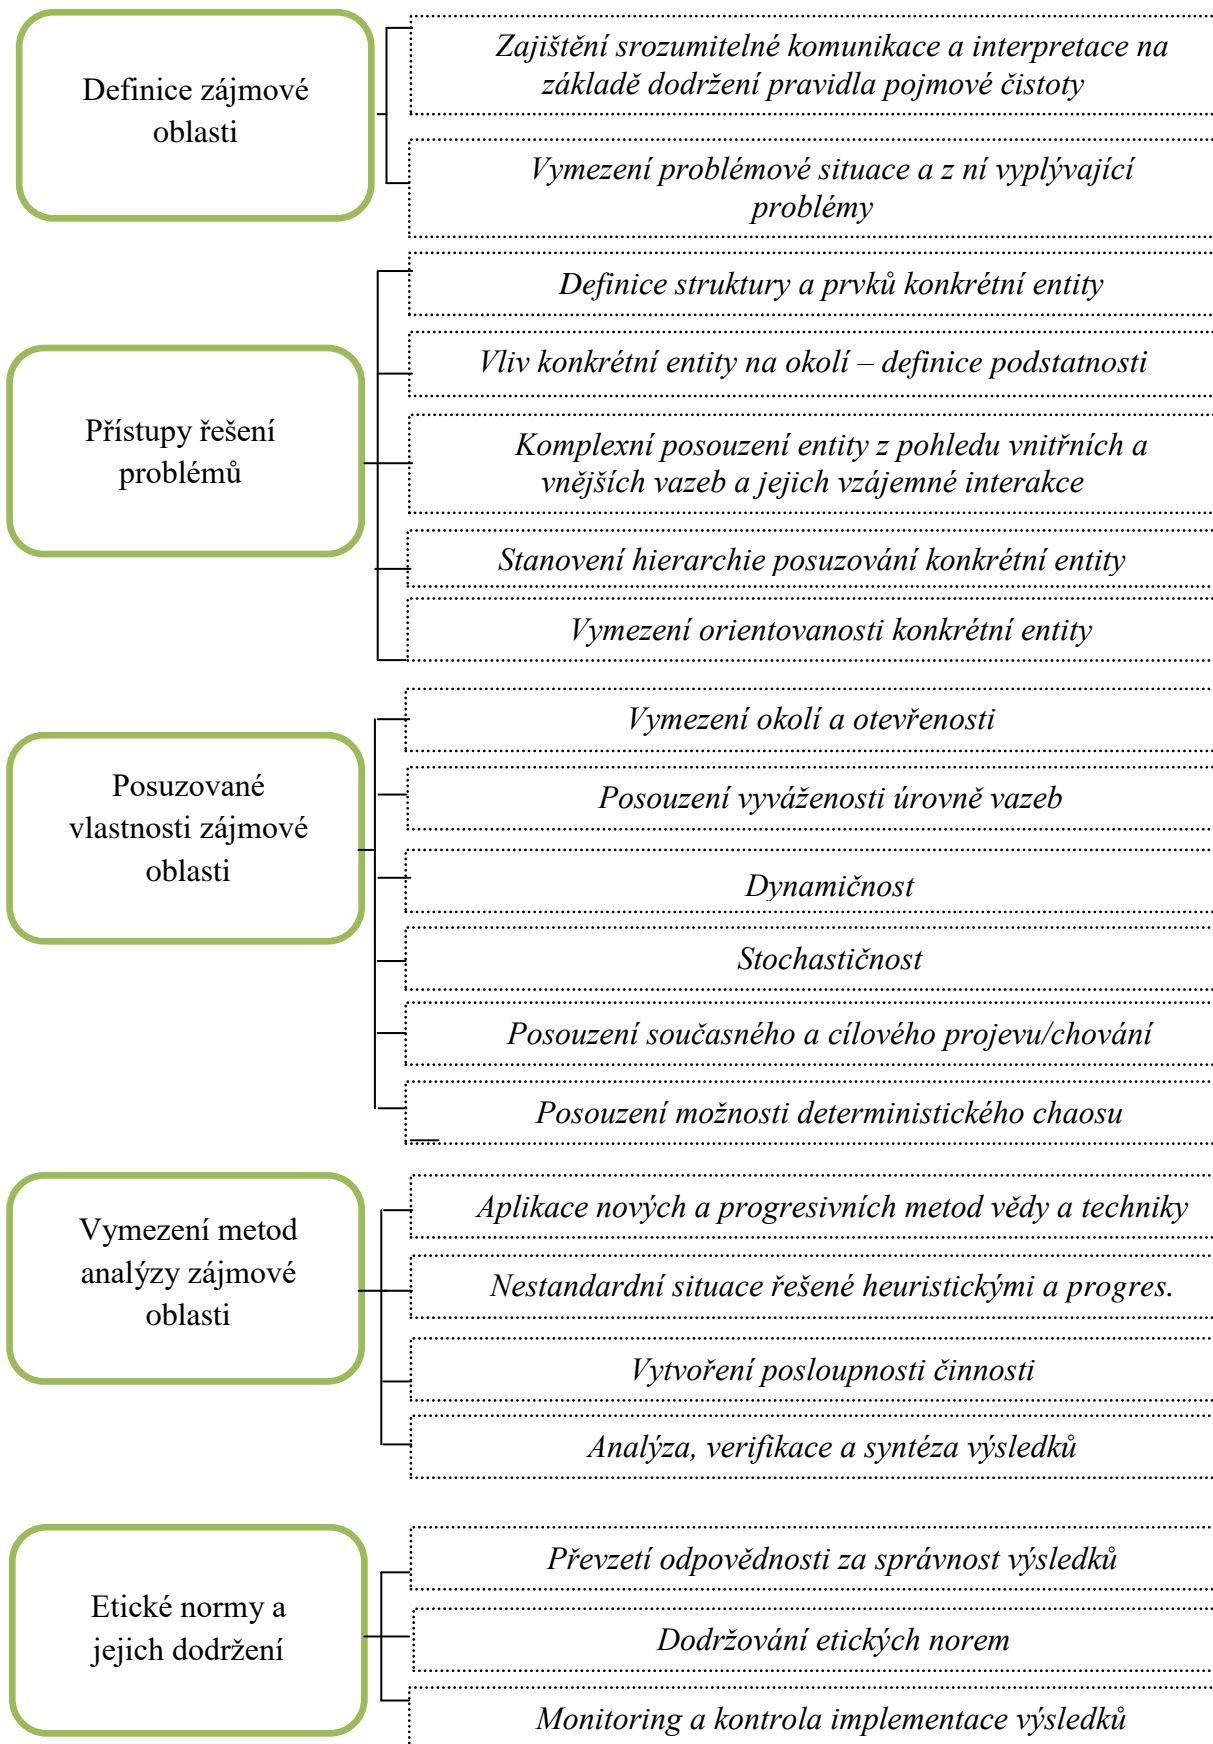 Definice zájmové
oblasti
Zajištění srozumitelné komunikace a interpretace na
základě dodržení pravidla pojmové čistoty
Vymezení problémové situace a z ní vyplývající
problémy
Přístupy řešení
problémů
Definice struktury a prvků konkrétní entity
Vliv konkrétní entity na okolí – definice podstatnosti
Komplexní posouzení entity z pohledu vnitřních a
vnějších vazeb a jejich vzájemné interakce
Stanovení hierarchie posuzování konkrétní entity
Vymezení orientovanosti konkrétní entity
Posuzované
vlastnosti zájmové
oblasti
Vymezení okolí a otevřenosti
Posouzení vyváženosti úrovně vazeb
Dynamičnost
Stochastičnost
Posouzení současného a cílového projevu/chování
Posouzení možnosti deterministického chaosu
Vymezení metod
analýzy zájmové
oblasti
Aplikace nových a progresivních metod vědy a techniky
Nestandardní situace řešené heuristickými a progres.
Vytvoření posloupnosti činnosti
Analýza, verifikace a syntéza výsledků
Etické normy a
jejich dodržení
Převzetí odpovědnosti za správnost výsledků
Dodržování etických norem
Monitoring a kontrola implementace výsledků